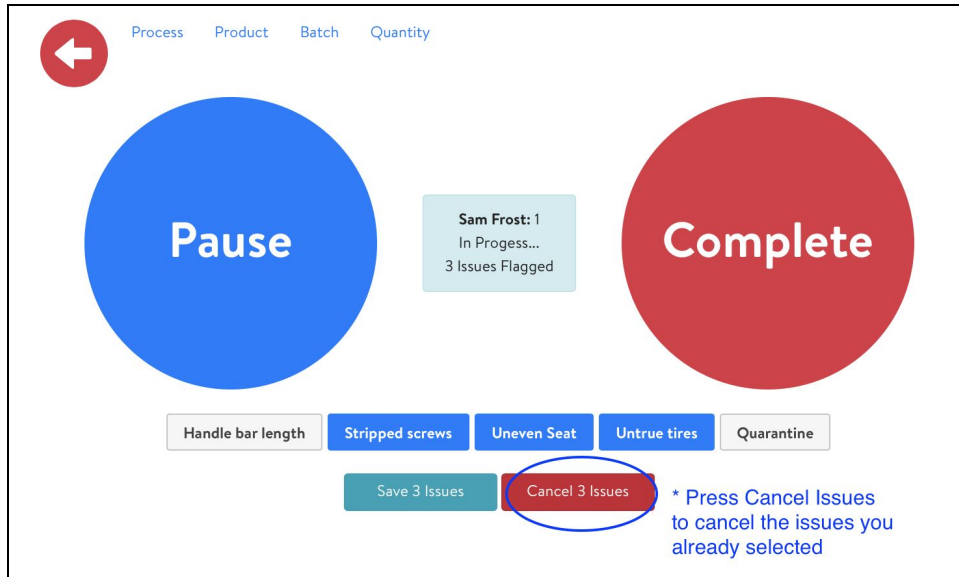 Process Product Batch Quantity
Pause
Sam Frost: 1
In Progess...
3 Issues Flagged
Complete
Handle bar length
Stripped screws
Uneven Seat
Untrue tires
Quarantine
Save 3 Issues
Cancel 3 Issues
* Press Cancel Issues
to cancel the issues you
already selected